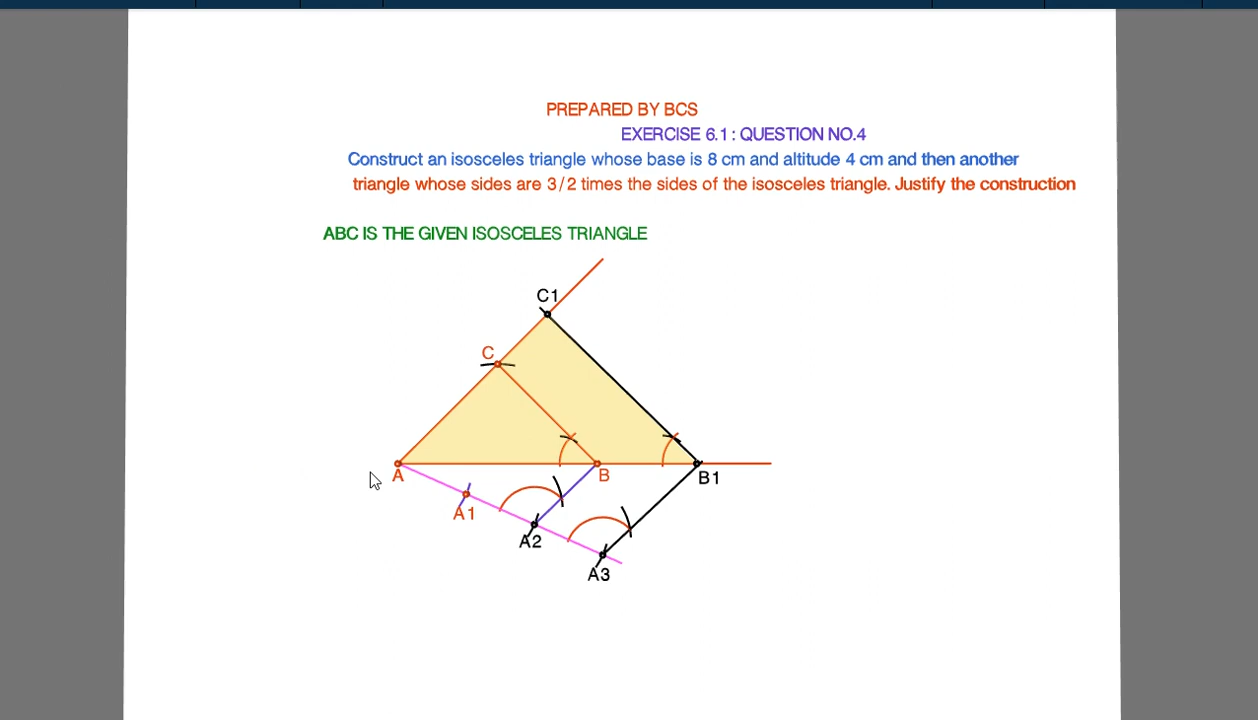 PREPARED BY BCS
EXERCISE 6.1 : QUESTION NO.4
Construct an isosceles triangle whose base is 8 cm and altitude 4 cm and then another
triangle whose sides are 3/2 times the sides of the isosceles triangle. Justify the construction
ABC IS THE GIVEN ISOSCELES TRIANGLE
C1
C
A
B
B1
A1
A2
A3